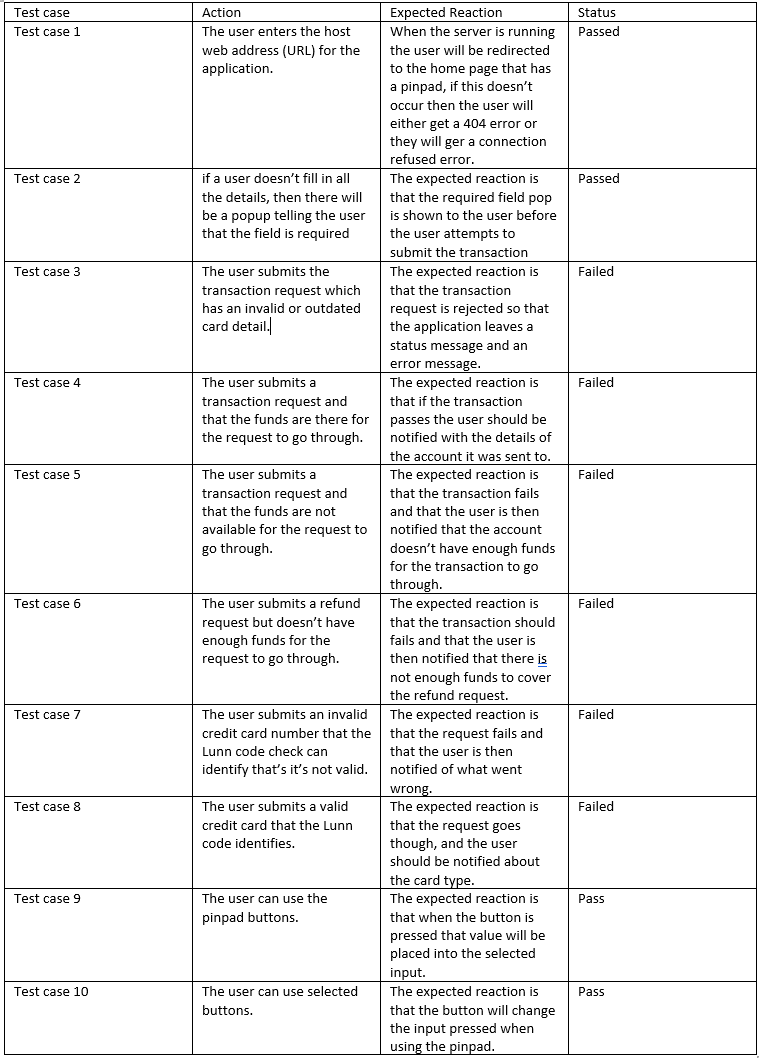 Test case Action Expected Reaction Status
Test case 1 The user enters the host When the server is running Passed
web address (URL) for the the user will be redirected
application. to the home page that has
a pinpad, if this doesn’t
occur then the user will
either get a 404 error or
they will ger a connection
refused error.
Test case 2 if a user doesn’t fill in all The expected reaction is Passed
the details, then there will that the required field pop
be a popup telling the user is shown to the user before
that the field is required the user attempts to
submit the transaction
Test case 3 The user submits the The expected reaction is Failed
transaction request which that the transaction
has an invalid or outdated request is rejected so that
card detail. the application leaves a
status message and an
error message.
Test case 4 The user submits a The expected reaction is Failed
transaction request and that if the transaction
that the funds are there for passes the user should be
the request to go through. notified with the details of
the account it was sent to.
Test case 5 The user submits a The expected reaction is Failed
transaction request and that the transaction fails
that the funds are not and that the user is then
available for the request to notified that the account
go through. doesn’t have enough funds
for the transaction to go
through.
Test case 6 The user submits a refund The expected reaction is Failed
request but doesn’t have that the transaction should
enough funds for the fails and that the user is
request to go through. then notified that there is
not enough funds to cover
the refund request.
Test case 7 The user submits an invalid The expected reaction is Failed
credit card number that the that the request fails and
Lunn code check can that the user is then
identify that’s it’s not valid. notified of what went
wrong.
Test case 8 The user submits a valid The expected reaction is Failed
credit card that the Lunn that the request goes
code identifies. though, and the user
should be notified about
the card type.
Test case 9 The user can use the The expected reaction is Pass
pinpad buttons. that when the button is
pressed that value will be
placed into the selected
input.
Test case 10 The user can use selected The expected reaction is Pass
buttons. that the button will change
the input pressed when
using the pinpad.